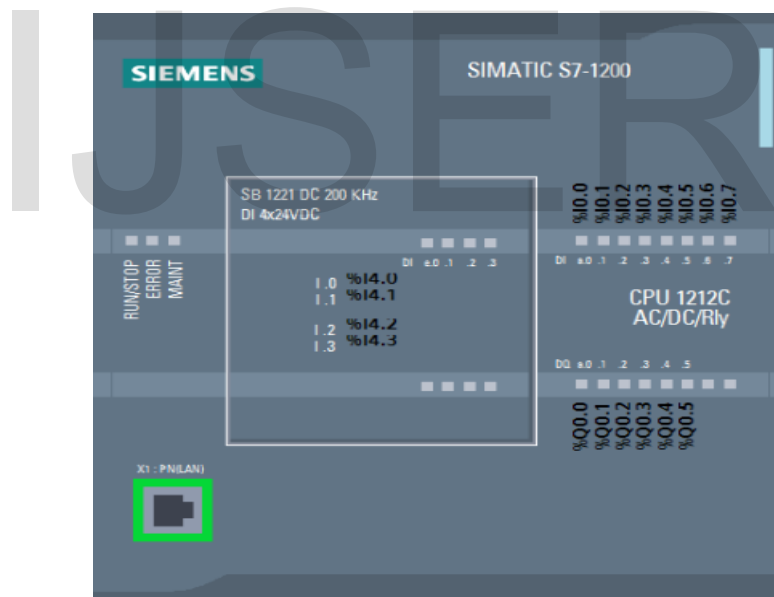 IJSER
SIEMENS
SIMATIC S7-1200
SB 1221 DC 200 KHz
DI 4x24VDC
%I0.0
%I0.1
%I0.2
%I0.3
%I0.4
%I0.5
%I0.6
%I0.7
RUN/STOP
ERROR
MAINT
DI a.0 .1 .2 .3
DI a.0 .1 .2 .3 .4 .5 .6 .7
I .0 %I4.0
I .1 %I4.1
I .2 %I4.2
I .3 %I4.3
CPU 1212C
AC/DC/Rly
DQ a.0 .1 .2 .3 .4 .5
%Q0.0
%Q0.1
%Q0.2
%Q0.3
%Q0.4
%Q0.5
X1 : PN(LAN)